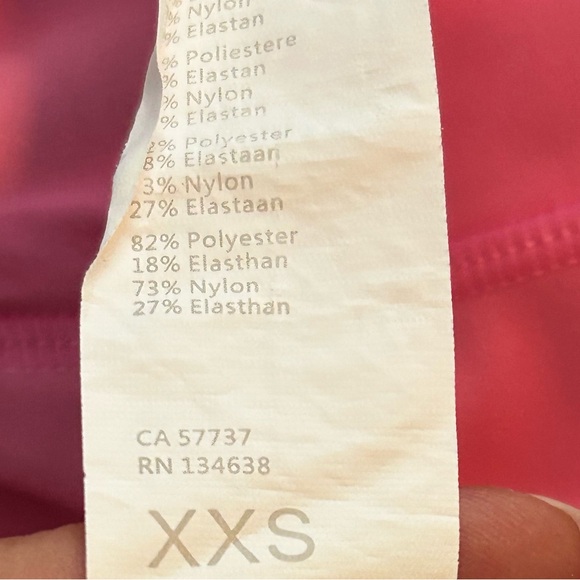 % Nylon
% Elastan
% Poliestere
% Elastan
% Nylon
% Elastan
2% Polyester
8% Elastaan
3% Nylon
27% Elastaan
82% Polyester
18% Elasthan
73% Nylon
27% Elasthan
CA 57737
RN 134638
XXS